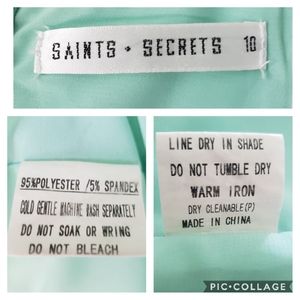 SAINTS + SECRETS 10
95%POLYESTER /5% SPANDEX
COLD GENTLE MACHINE WASH SEPARATELY
DO NOT SOAK OR WRING
DO NOT BLEACH
LINE DRY IN SHADE
DO NOT TUMBLE DRY
WARM IRON
DRY CLEANABLE(P)
MADE IN CHINA
PIC•COLLAGE